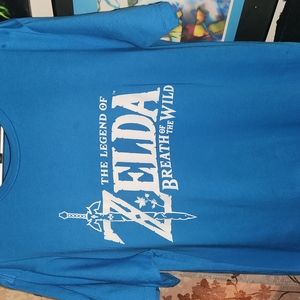 THE LEGEND OF
ZELDA
BREATH OF THE WILD